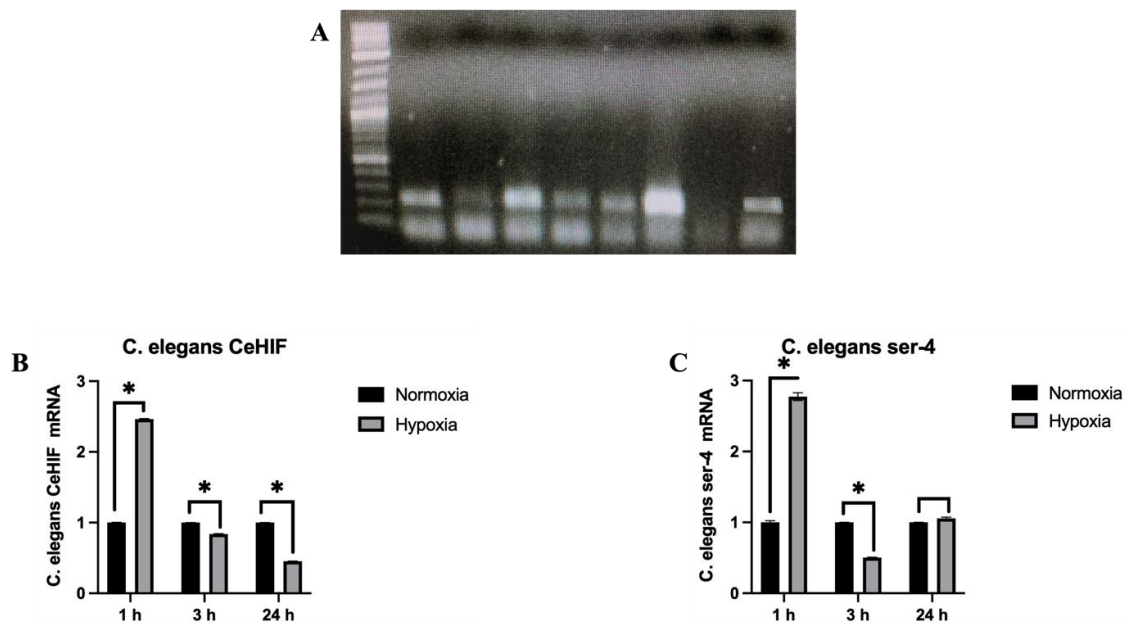 A
B
C. elegans CeHIF
C. elegans CeHIF mRNA
3
2
1
0
*
*
*
1 h
3 h
24 h
Normoxia
Hypoxia
C
C. elegans ser-4
C. elegans ser-4 mRNA
3
2
1
0
*
*
1 h
3 h
24 h
Normoxia
Hypoxia